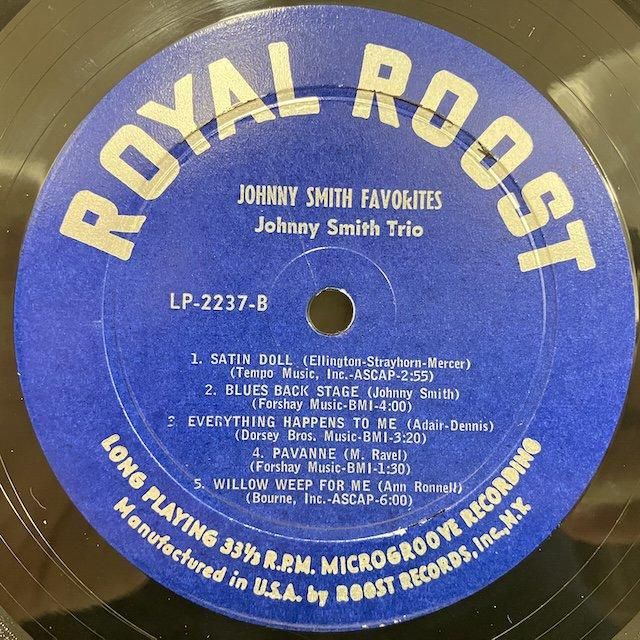 ROYAL ROOST
JOHNNY SMITH FAVORITES
Johnny Smith Trio
LP-2237-B
1. SATIN DOLL (Ellington-Strayhorn-Mercer)
(Tempo Music, Inc.-ASCAP-2:55)
2. BLUES BACK STAGE (Johnny Smith)
(Forshay Music-BMI-4:00)
3 EVERYTHING HAPPENS TO ME (Adair-Dennis)
(Dorsey Bros. Music-BMI-3:20)
4. PAVANNE (M. Ravel)
(Forshay Music-BMI-1:30)
5. WILLOW WEEP FOR ME (Ann Ronnell)
(Bourne, Inc.-ASCAP-6:00)
LONG PLAYING 33⅓ R.P.M. MICROGROOVE RECORDING
Manufactured in U.S.A. by ROOST RECORDS, Inc., N.Y.